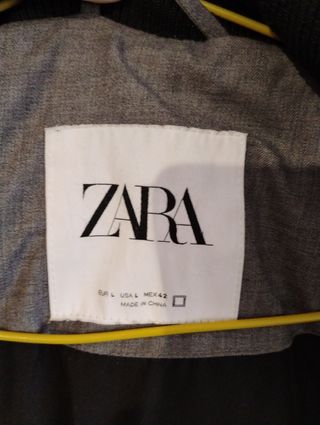 ZARA
EUR L USA L MEX 42
MADE IN CHINA